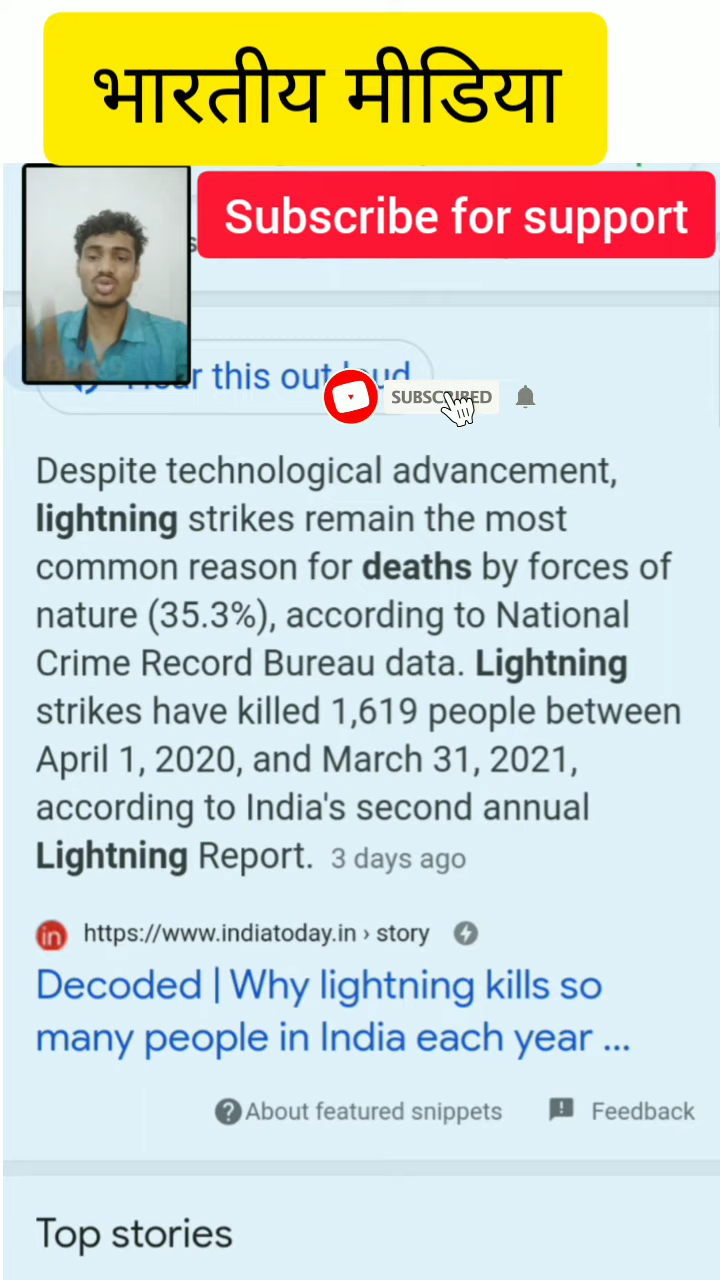 भारतीय मीडिया
Subscribe for support
r this out
SUBSCRIBED
Despite technological advancement,
lightning strikes remain the most
common reason for deaths by forces of
nature (35.3%), according to National
Crime Record Bureau data. Lightning
strikes have killed 1,619 people between
April 1, 2020, and March 31, 2021,
according to India's second annual
Lightning Report. 3 days ago
in https://www.indiatoday.in › story
Decoded | Why lightning kills so
many people in India each year ...
About featured snippets Feedback
Top stories